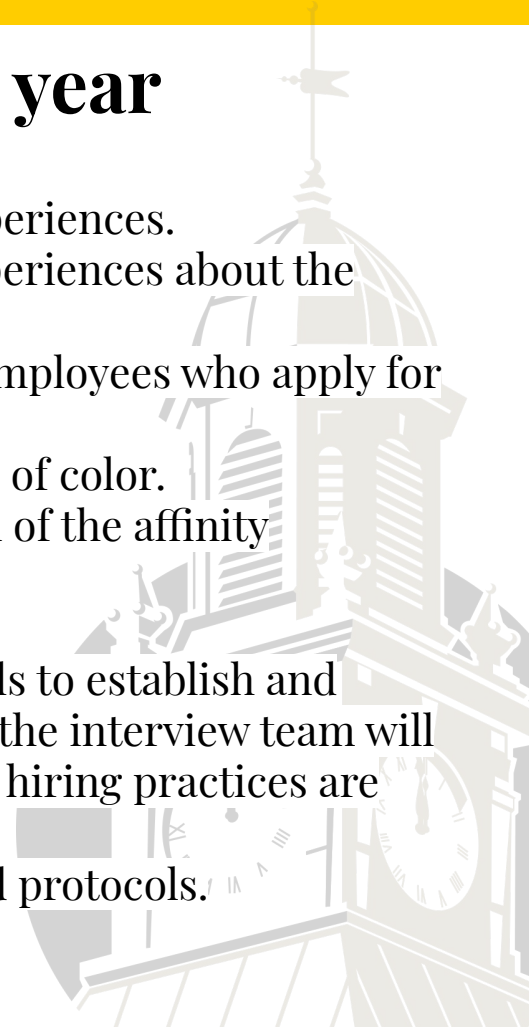 year
periences.
periences about the
mployees who apply for
of color.
of the affinity
ls to establish and
the interview team will
hiring practices are
protocols.